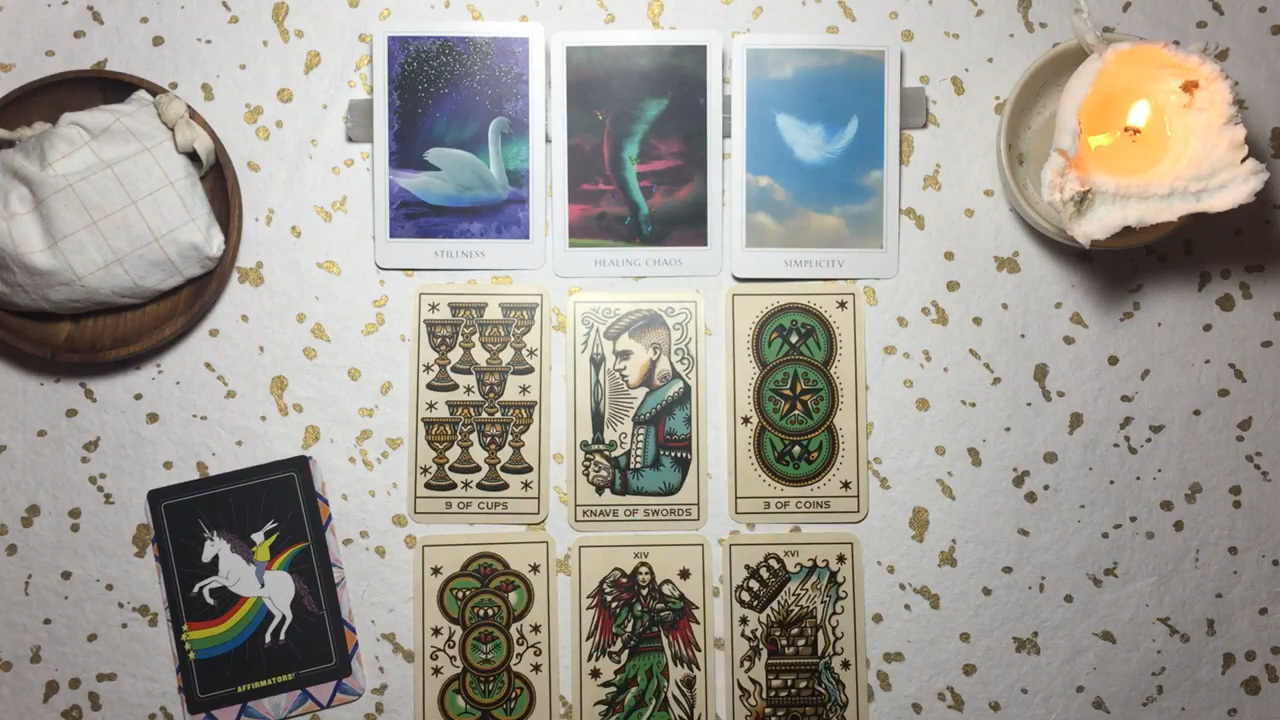 STILLNESS
HEALING CHAOS
SIMPLICITY
9 OF CUPS
KNAVE OF SWORDS
3 OF COINS
XIV
XVI
AFFIRMATORS!